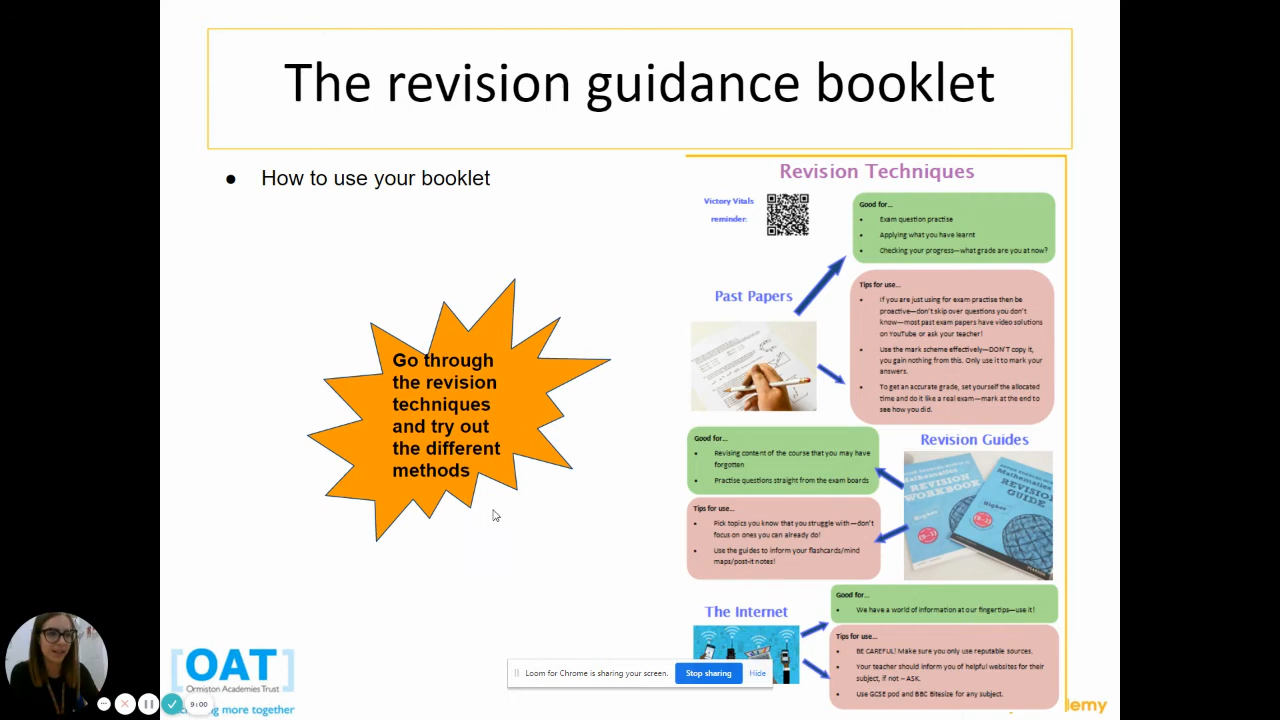 The revision guidance booklet
● How to use your booklet
Go through
the revision
techniques
and try out
the different
methods
Revision Techniques
Victory Vitals
reminder:
Good for...
• Exam question practise
• Applying what you have learnt
• Checking your progress—what grade are you at now?
Past Papers
Tips for use...
• If you are just using for exam practise then be
proactive—don't skip over questions you don't
know—most past exam papers have video solutions
on YouTube or ask your teacher!
• Use the mark scheme effectively—DON'T copy it,
you gain nothing from this. Only use it to mark your
answers.
• To get an accurate grade, set yourself the allocated
time and do it like a real exam—mark at the end to
see how you did.
Good for...
• Revising content of the course that you may have
forgotten
• Practise questions straight from the exam boards
Revision Guides
Tips for use...
• Pick topics you know that you struggle with—don't
focus on ones you can already do!
• Use the guides to inform your flashcards/mind
maps/post-it notes!
Mathematics
REVISION
WORKBOOK
Higher
Mathematics
REVISION
GUIDE
Higher
The Internet
Good for...
• We have a world of information at our fingertips—use it!
Tips for use...
• BE CAREFUL! Make sure you only use reputable sources.
• Your teacher should inform you of helpful websites for their
subject, if not – ASK.
• Use GCSE pod and BBC Bitesize for any subject.
[OAT]
Ormiston Academies Trust
more together
Loom for Chrome is sharing your screen.
Stop sharing
Hide
9:00
demy